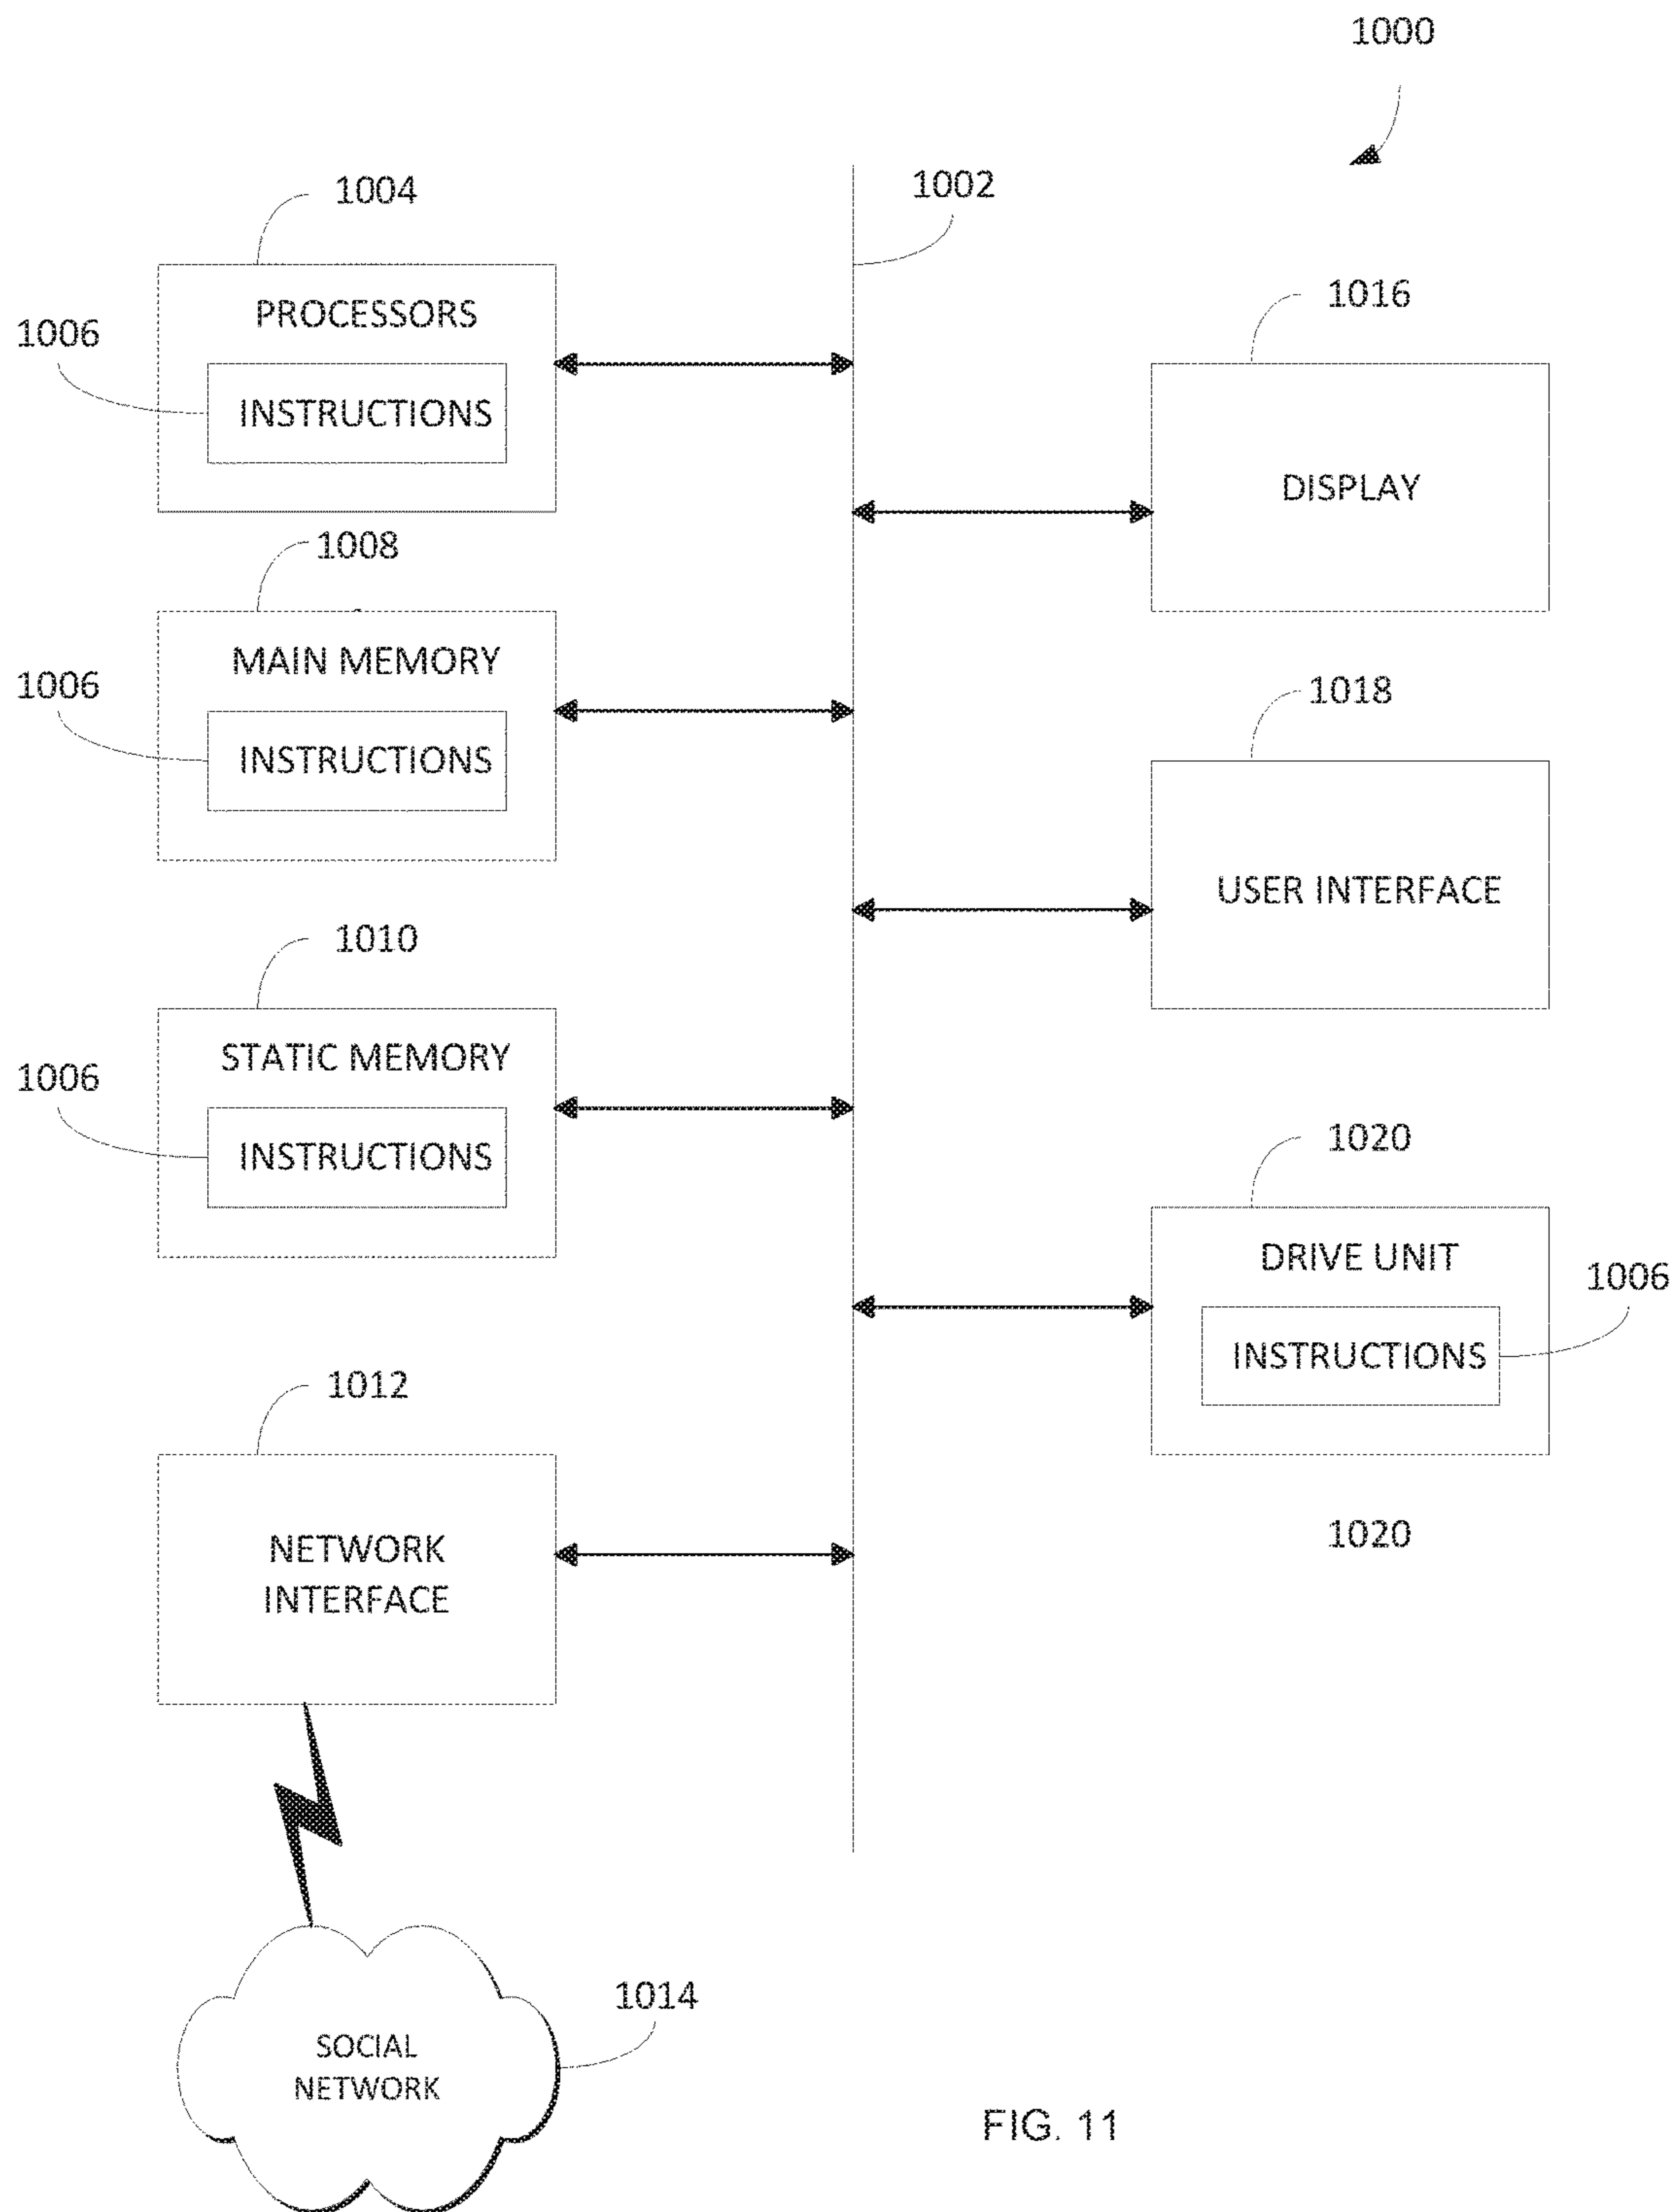 1000
1004
1002
PROCESSORS
1016
1006
INSTRUCTIONS
DISPLAY
1008
MAIN MEMORY
1006
1018
INSTRUCTIONS
USER INTERFACE
1010
STATIC MEMORY
1006
1020
INSTRUCTIONS
DRIVE UNIT
1006
INSTRUCTIONS
1012
1020
NETWORK
INTERFACE
1014
SOCIAL
NETWORK
FIG. 11